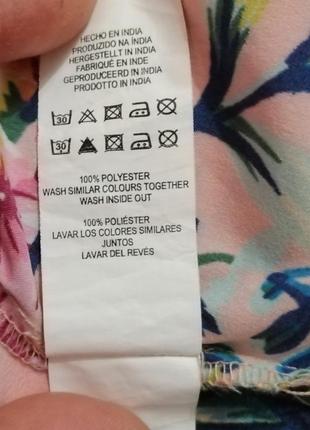 HECHO EN INDIA
PRODUZIDO NA ÍNDIA
HERGESTELLT IN INDIA
FABRIQUÉ EN INDE
GEPRODUCEERD IN INDIA
PRODOTTO IN INDIA
30
30
100% POLYESTER
WASH SIMILAR COLOURS TOGETHER
WASH INSIDE OUT
100% POLIÉSTER
LAVAR LOS COLORES SIMILARES
JUNTOS
LAVAR DEL REVÉS